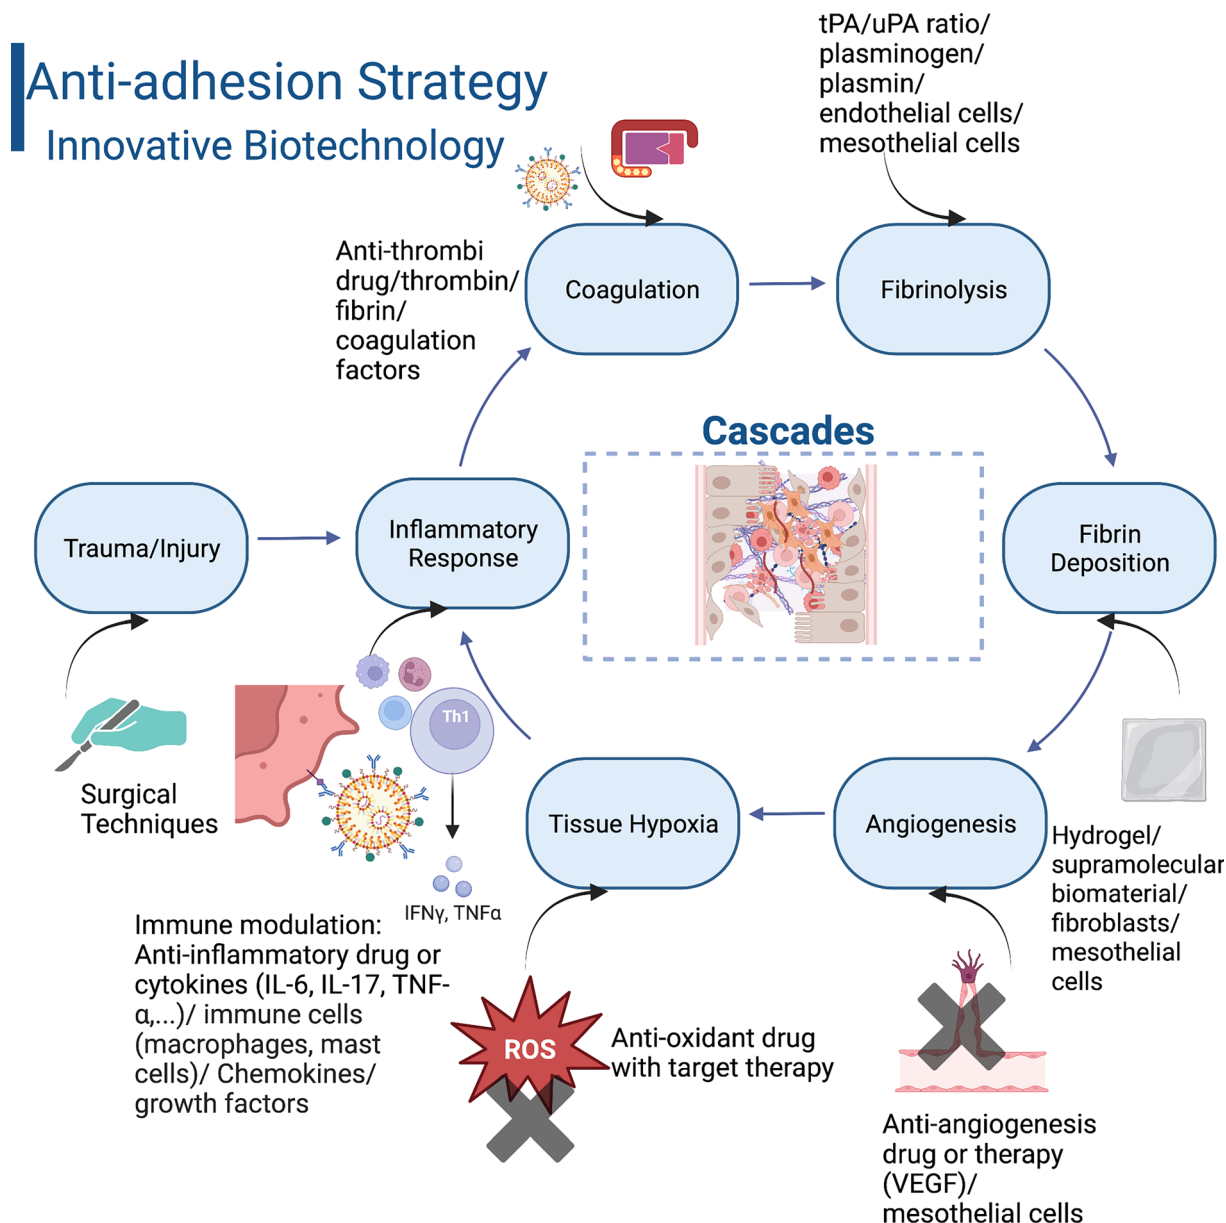 Anti-adhesion Strategy
Innovative Biotechnology
tPA/uPA ratio/
plasminogen/
plasmin/
endothelial cells/
mesothelial cells
Anti-thrombi
drug/thrombin/
fibrin/
coagulation
factors
Coagulation
Fibrinolysis
Cascades
Trauma/Injury
Inflammatory
Response
Fibrin
Deposition
Th1
Surgical
Techniques
IFNγ, TNFα
Tissue Hypoxia
Angiogenesis
Hydrogel/
supramolecular
biomaterial/
fibroblasts/
mesothelial
cells
Immune modulation:
Anti-inflammatory drug or
cytokines (IL-6, IL-17, TNF-
α,...)/ immune cells
(macrophages, mast
cells)/ Chemokines/
growth factors
ROS
Anti-oxidant drug
with target therapy
Anti-angiogenesis
drug or therapy
(VEGF)/
mesothelial cells